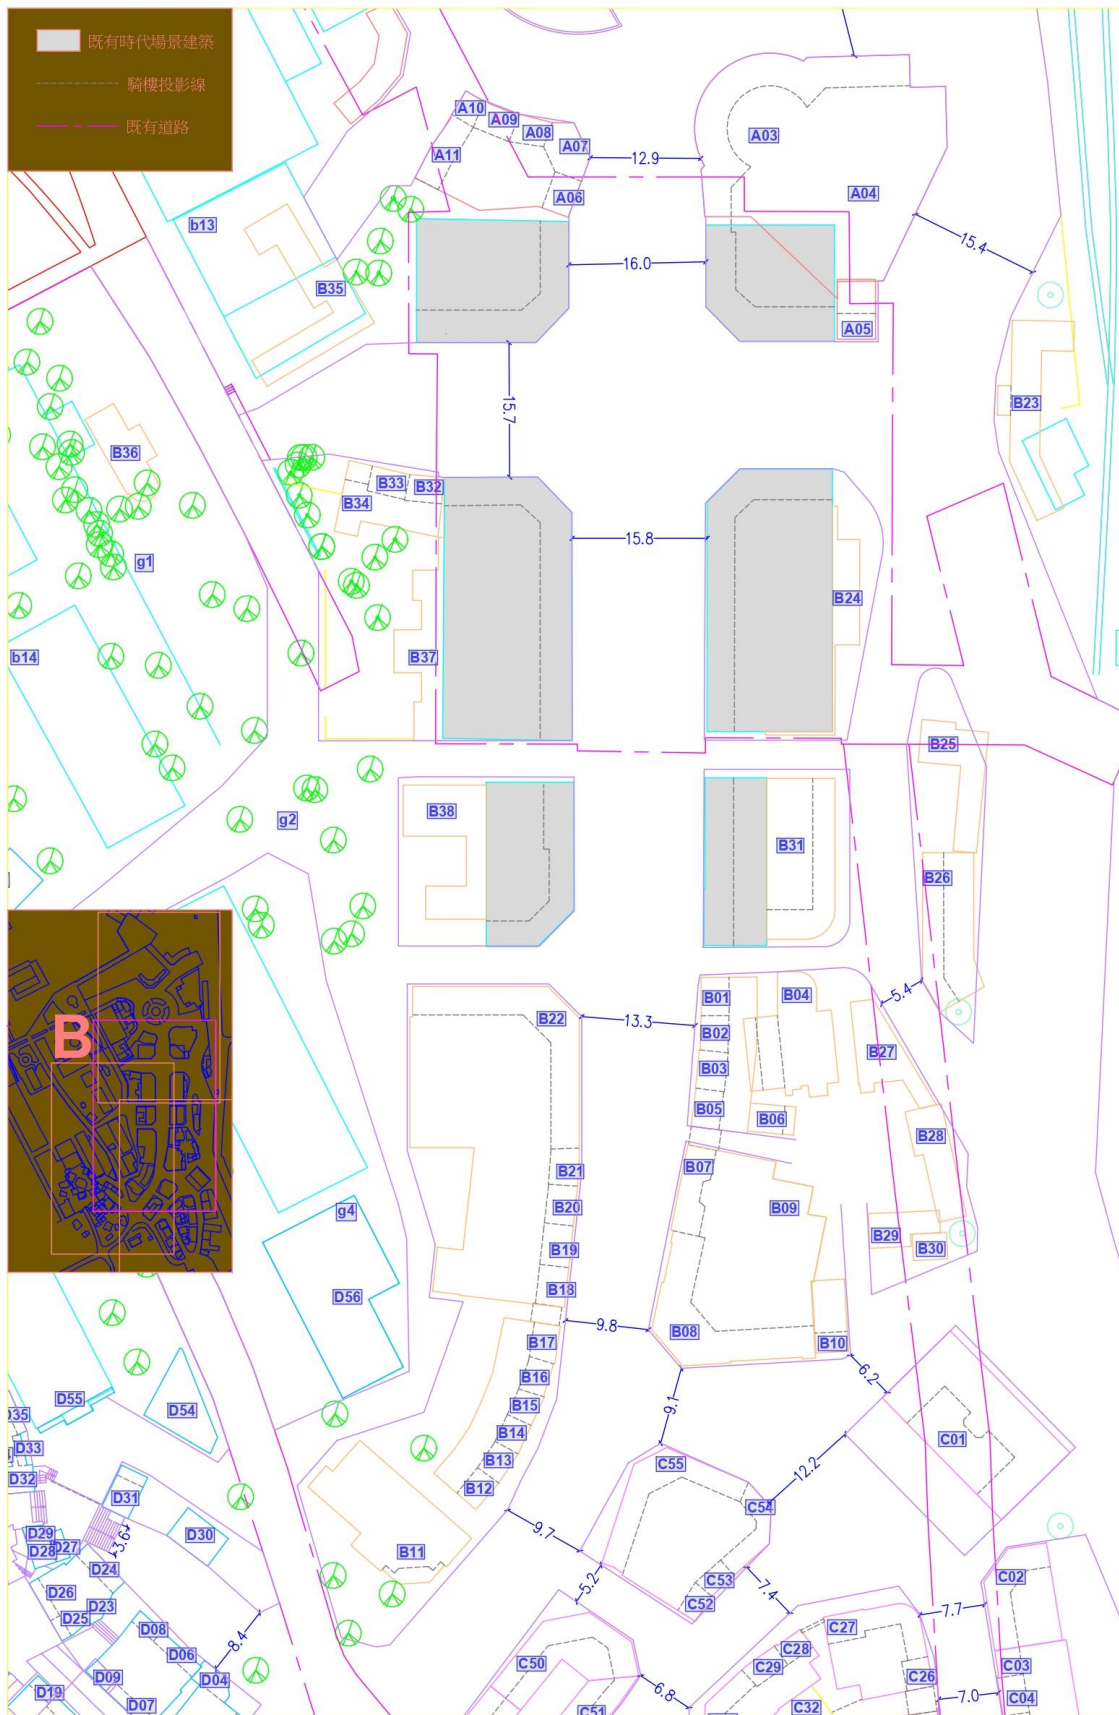 既有時代場景建築
騎樓投影線
既有道路
A10
A09
A08
A07
A11
A06
12.9
A03
A04
b13
B35
16.0
15.4
A05
15.7
B23
B36
B33
B32
B34
15.8
g1
B24
b14
B37
B25
g2
B38
B31
B26
B
B22
13.3
B01
B04
5.4
B02
B03
B27
B05
B06
B28
B21
B07
B20
B09
g4
B19
B29
B30
D56
B18
9.8
B08
B10
B17
6.2
B16
D55
D54
B15
9.1
D35
B14
C01
D33
B13
C55
12.2
D32
B12
D31
C54
D29
D30
3.6
9.7
D27
D28
B11
D24
5.2
C53
7.4
C02
D26
C52
D23
D25
7.7
D08
8.4
C27
D06
C28
C50
C29
C03
D09
D04
C26
D19
6.8
7.0
C04
D07
C51
C32